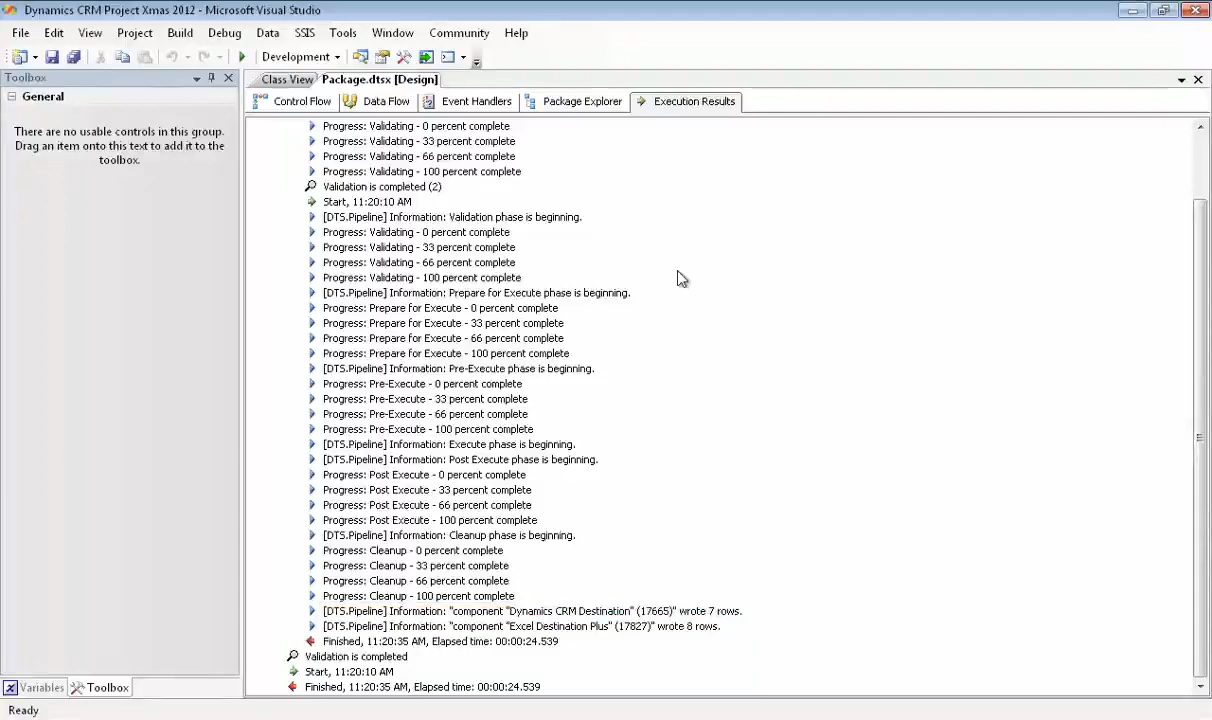 Dynamics CRM Project Xmas 2012 - Microsoft Visual Studio
File Edit View Project Build Debug Data SSIS Tools Window Community Help
Development
Toolbox
Class View Package.dtsx [Design]
General
Control Flow Data Flow Event Handlers Package Explorer Execution Results
There are no usable controls in this group.
Drag an item onto this text to add it to the
toolbox.
Progress: Validating - 0 percent complete
Progress: Validating - 33 percent complete
Progress: Validating - 66 percent complete
Progress: Validating - 100 percent complete
Validation is completed (2)
Start, 11:20:10 AM
[DTS.Pipeline] Information: Validation phase is beginning.
Progress: Validating - 0 percent complete
Progress: Validating - 33 percent complete
Progress: Validating - 66 percent complete
Progress: Validating - 100 percent complete
[DTS.Pipeline] Information: Prepare for Execute phase is beginning.
Progress: Prepare for Execute - 0 percent complete
Progress: Prepare for Execute - 33 percent complete
Progress: Prepare for Execute - 66 percent complete
Progress: Prepare for Execute - 100 percent complete
[DTS.Pipeline] Information: Pre-Execute phase is beginning.
Progress: Pre-Execute - 0 percent complete
Progress: Pre-Execute - 33 percent complete
Progress: Pre-Execute - 66 percent complete
Progress: Pre-Execute - 100 percent complete
[DTS.Pipeline] Information: Execute phase is beginning.
[DTS.Pipeline] Information: Post Execute phase is beginning.
Progress: Post Execute - 0 percent complete
Progress: Post Execute - 33 percent complete
Progress: Post Execute - 66 percent complete
Progress: Post Execute - 100 percent complete
[DTS.Pipeline] Information: Cleanup phase is beginning.
Progress: Cleanup - 0 percent complete
Progress: Cleanup - 33 percent complete
Progress: Cleanup - 66 percent complete
Progress: Cleanup - 100 percent complete
[DTS.Pipeline] Information: "component "Dynamics CRM Destination" (17665)" wrote 7 rows.
[DTS.Pipeline] Information: "component "Excel Destination Plus" (17827)" wrote 8 rows.
Finished, 11:20:35 AM, Elapsed time: 00:00:24.539
Validation is completed
Start, 11:20:10 AM
Finished, 11:20:35 AM, Elapsed time: 00:00:24.539
Variables Toolbox
Ready